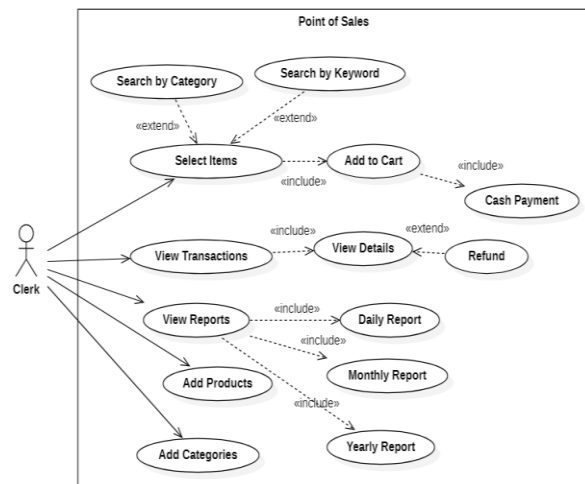 Point of Sales
Search by Category
Search by Keyword
«extend»
«extend»
Select Items
Add to Cart
«include»
«include»
Cash Payment
Clerk
View Transactions
«include»
View Details
«extend»
Refund
View Reports
«include»
Daily Report
«include»
Monthly Report
Add Products
«include»
Yearly Report
Add Categories